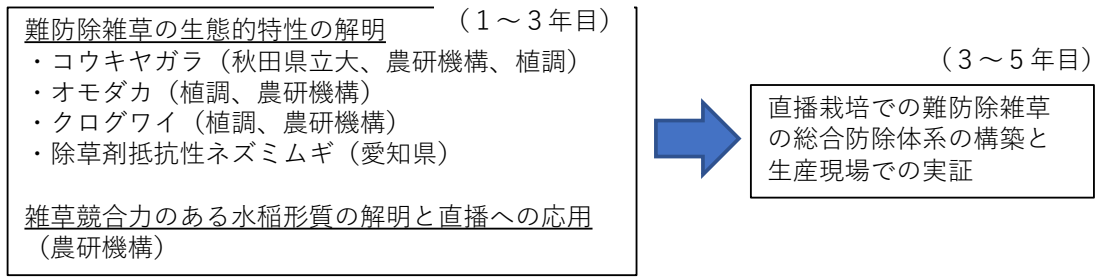 難防除雑草の生態的特性の解明
（１～３年目）
・コウキヤガラ（秋田県立大、農研機構、植調）
・オモダカ（植調、農研機構）
・クログワイ（植調、農研機構）
・除草剤抵抗性ネズミムギ（愛知県）
雑草競合力のある水稲形質の解明と直播への応用
（農研機構）
（３～５年目）
直播栽培での難防除雑草
の総合防除体系の構築と
生産現場での実証